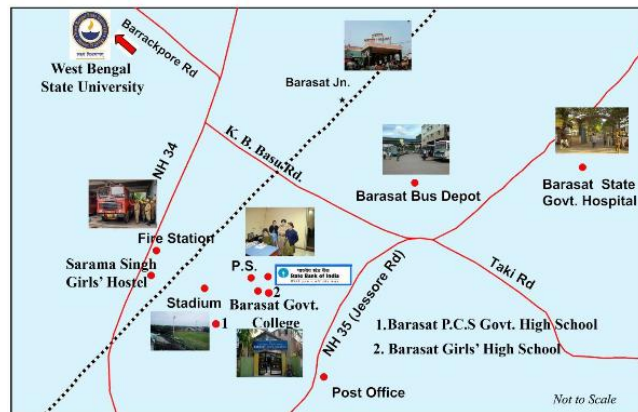 Barrackpore Rd
West Bengal
State University
Barasat Jn.
NH 34
K. B. Basu Rd.
Barasat Bus Depot
Barasat State
Govt. Hospital
Fire Station
Sarama Singh
Girls' Hostel
P.S.
State Bank of India
Stadium
2
Barasat Govt.
College
1
NH 35 (Jessore Rd)
Taki Rd
1.Barasat P.C.S Govt. High School
2. Barasat Girls' High School
Post Office
Not to Scale